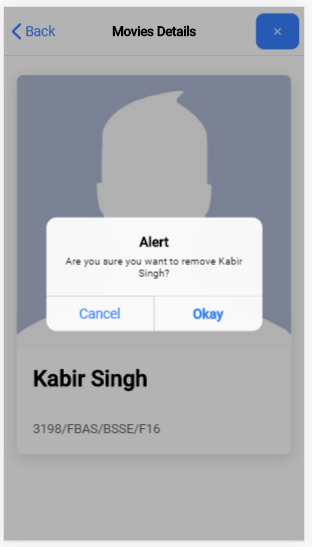 Back
Movies Details
×
Alert
Are you sure you want to remove Kabir
Singh?
Cancel
Okay
Kabir Singh
3198/FBAS/BSSE/F16